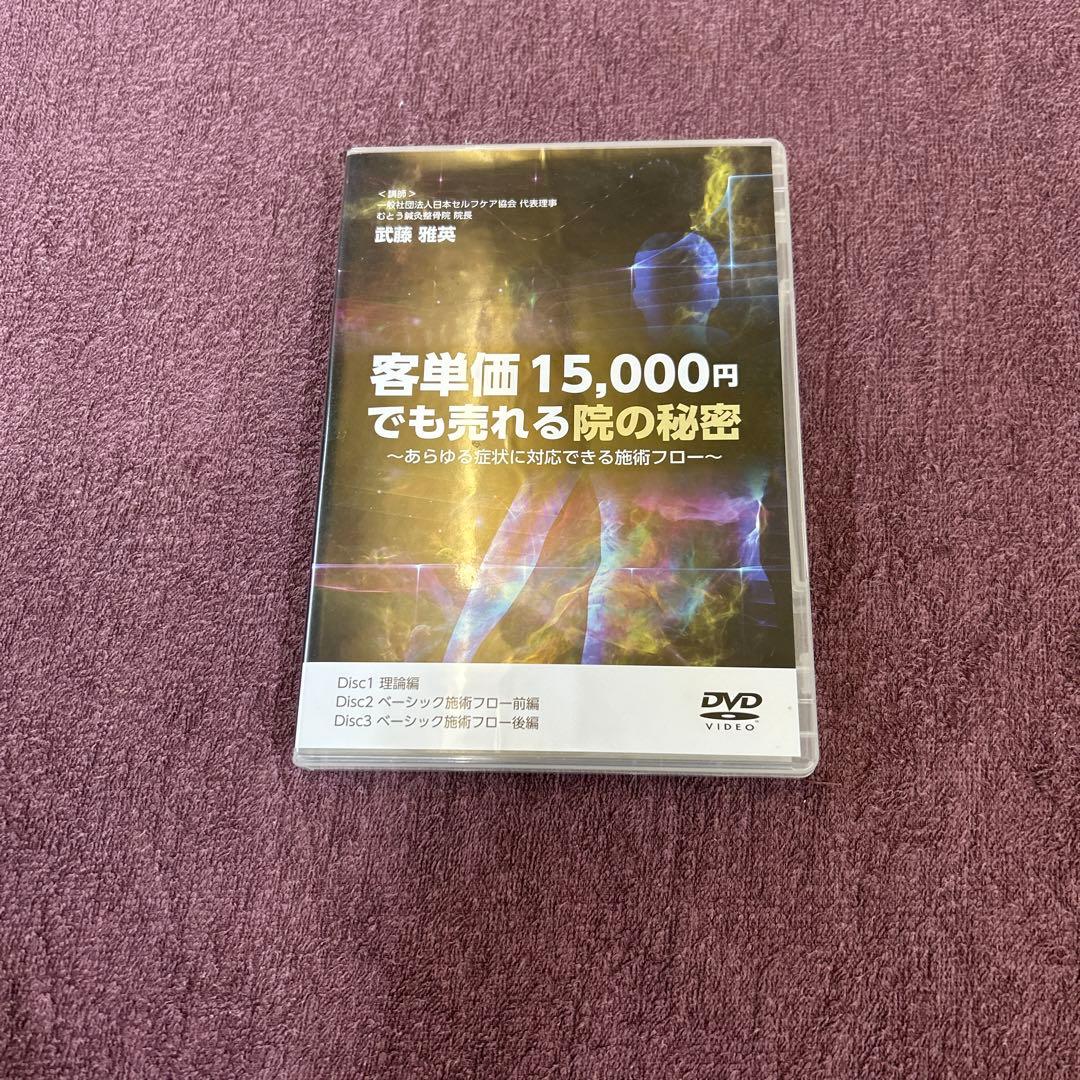 ＜講師＞
一般社団法人日本セルフケア協会 代表理事
むとう鍼灸整骨院 院長
武藤 雅英
客単価 15,000円
でも売れる院の秘密
～あらゆる症状に対応できる施術フロー～
Disc1 理論編
Disc2 ベーシック施術フロー前編
Disc3 ベーシック施術フロー後編
DVD
VIDEO